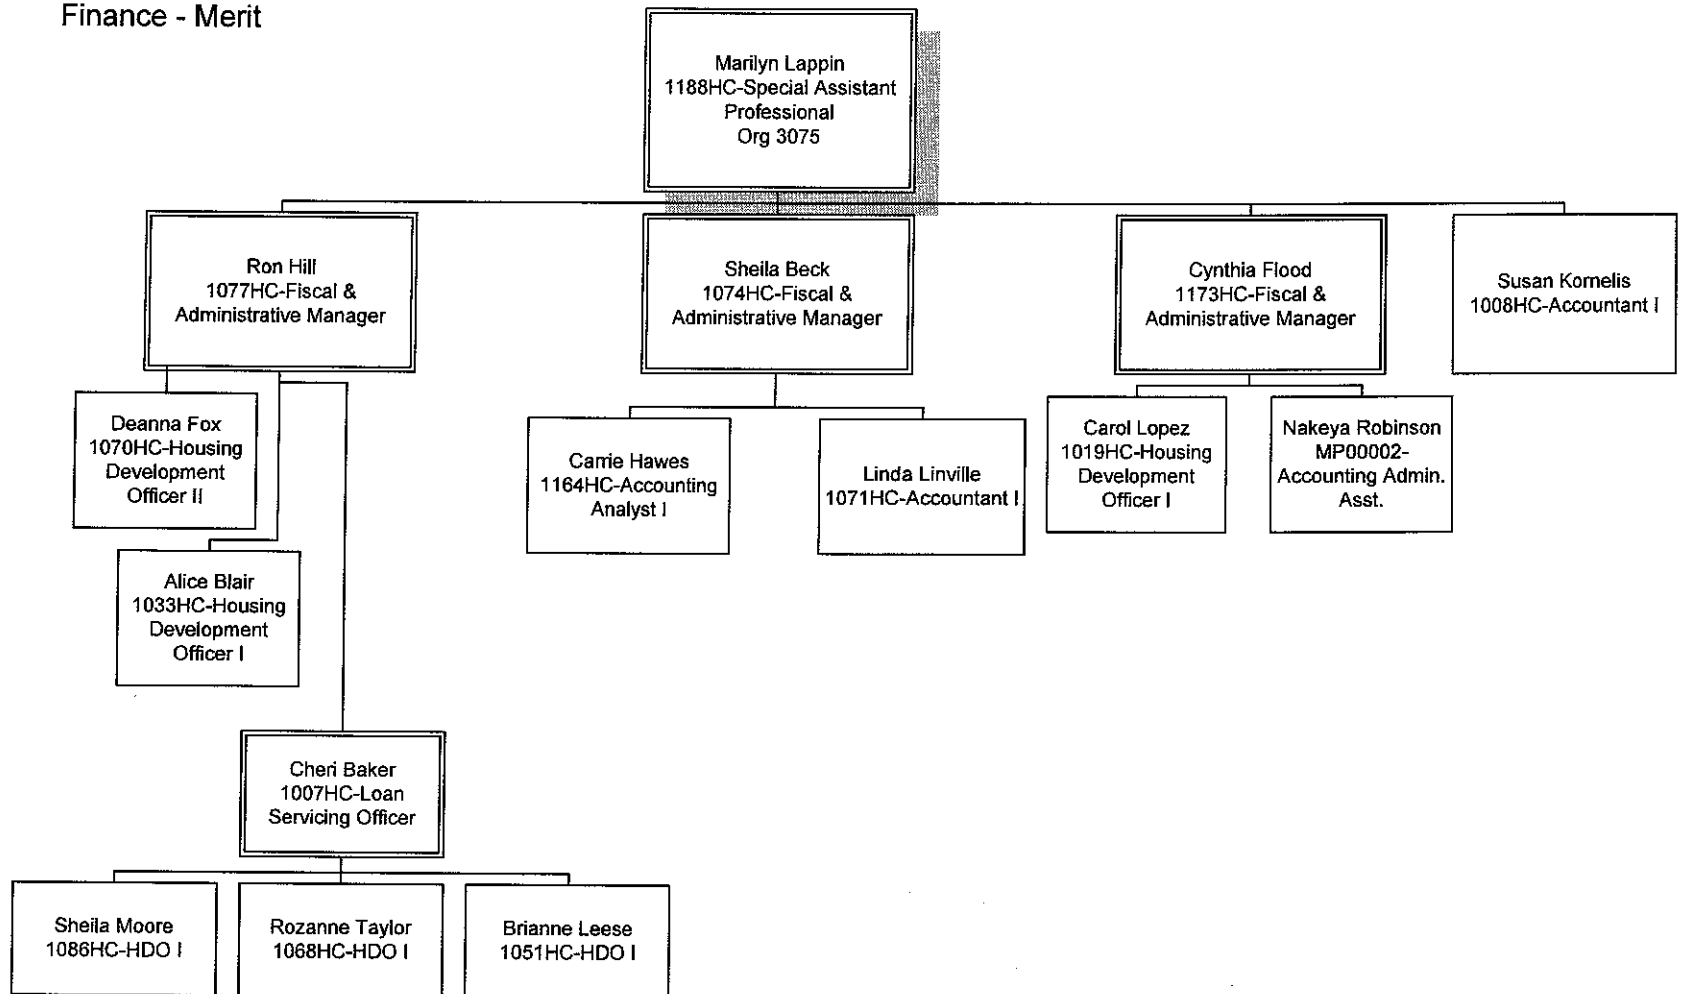 Finance - Merit
Marilyn Lappin
1188HC-Special Assistant
Professional
Org 3075
Ron Hill
1077HC-Fiscal &
Administrative Manager
Sheila Beck
1074HC-Fiscal &
Administrative Manager
Cynthia Flood
1173HC-Fiscal &
Administrative Manager
Susan Kornelis
1008HC-Accountant I
Deanna Fox
1070HC-Housing
Development
Officer II
Carrie Hawes
1164HC-Accounting
Analyst I
Linda Linville
1071HC-Accountant I
Carol Lopez
1019HC-Housing
Development
Officer I
Nakeya Robinson
MP00002-
Accounting Admin.
Asst.
Alice Blair
1033HC-Housing
Development
Officer I
Cheri Baker
1007HC-Loan
Servicing Officer
Sheila Moore
1086HC-HDO I
Rozanne Taylor
1068HC-HDO I
Brianne Leese
1051HC-HDO I